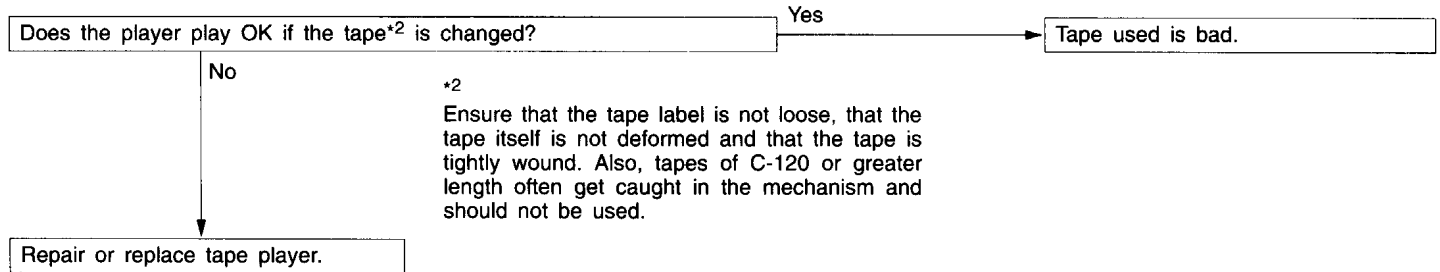 Does the player play OK if the tape*2 is changed?
Yes
Tape used is bad.
No
*2
Ensure that the tape label is not loose, that the
tape itself is not deformed and that the tape is
tightly wound. Also, tapes of C-120 or greater
length often get caught in the mechanism and
should not be used.
Repair or replace tape player.